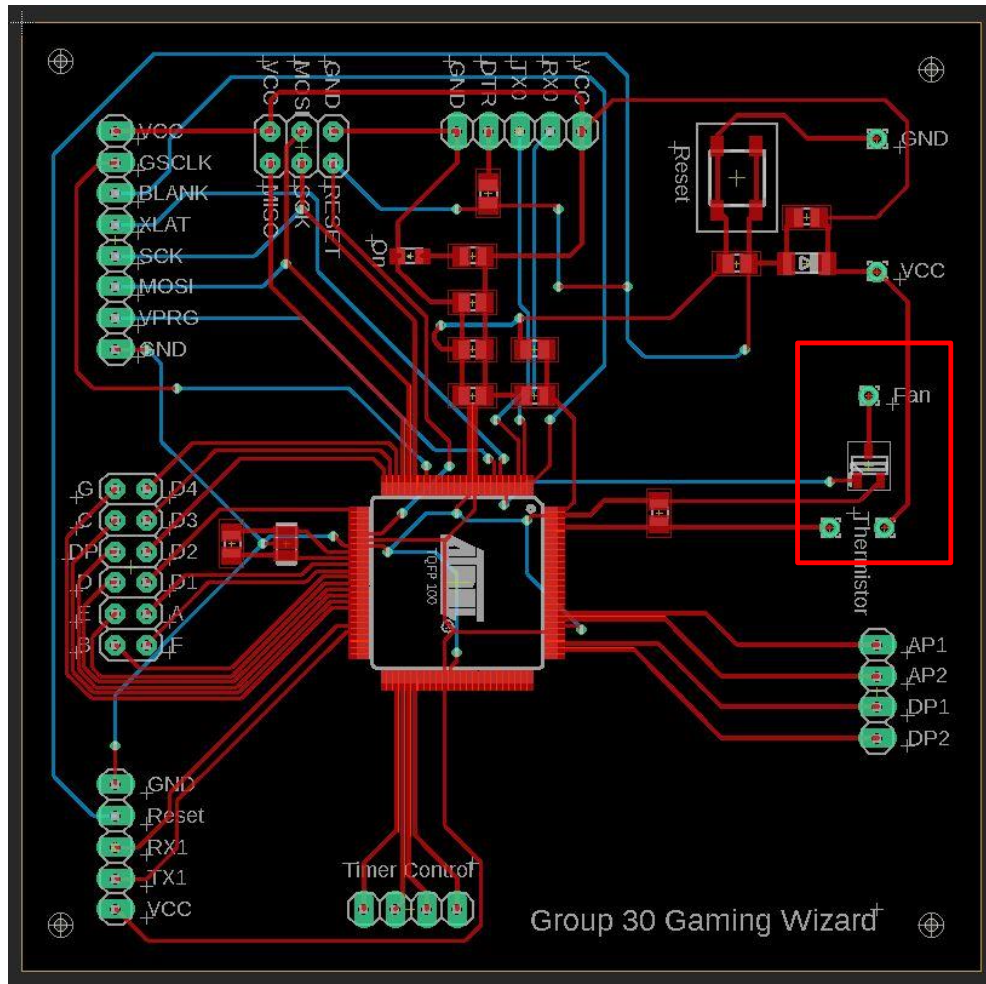 VCC
MOSI
GND
GND
DTR
TX0
RX0
VCC
VCC
GSCLK
BLANK
XLAT
SCK
MOSI
VPRG
GND
MISO
SCK
RESET
Reset
GND
On
VCC
Fan
Thermistor
G
D4
C
D3
DP
D2
D
D1
E
A
B
F
TQFP 100
AP1
AP2
DP1
DP2
GND
Reset
RX1
TX1
VCC
Timer Control
Group 30 Gaming Wizard